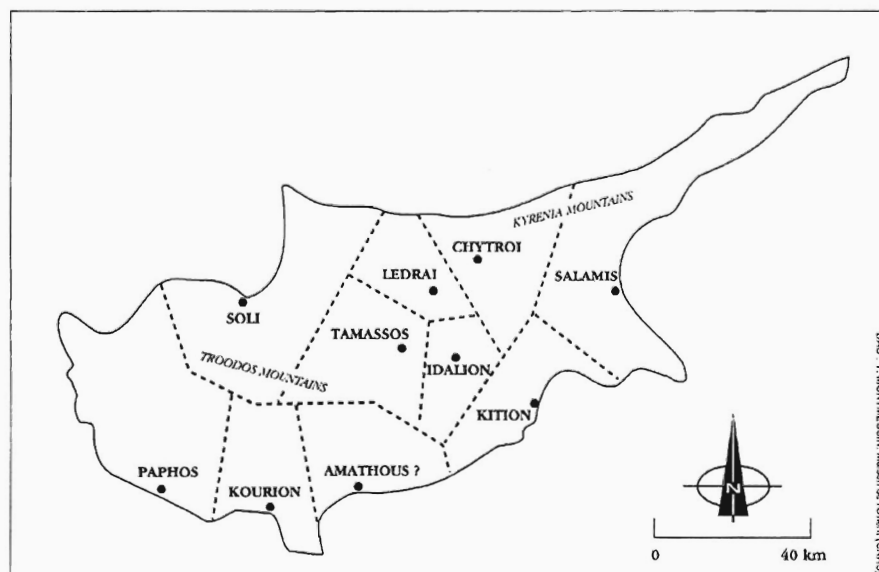 KYRENIA MOUNTAINS
CHYTROI
LEDRAI
SALAMIS
SOLI
TAMASSOS
IDALION
TROODOS MOUNTAINS
KITION
PAPHOS
KOURION
AMATHOUS ?
N
0 40 km